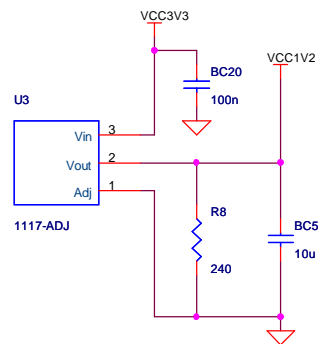 VCC3V3
VCC1V2
BC20
100n
U3
Vin 3
Vout 2
Adj 1
1117-ADJ
R8
240
BC5
10u